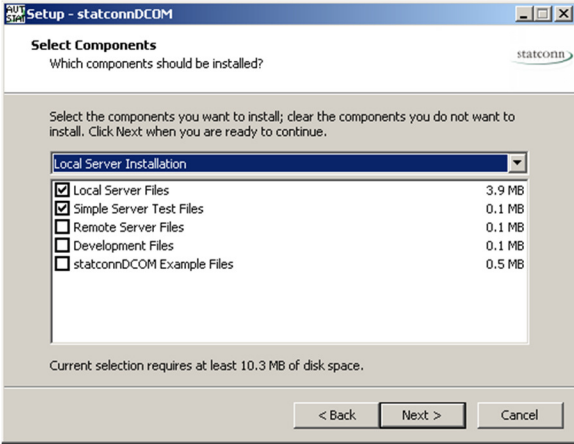 AUT
STAT
Setup - statconnDCOM
Select Components
Which components should be installed?
statconn
Select the components you want to install; clear the components you do not want to
install. Click Next when you are ready to continue.
Local Server Installation
Local Server Files 3.9 MB
Simple Server Test Files 0.1 MB
Remote Server Files 0.1 MB
Development Files 0.1 MB
statconnDCOM Example Files 0.5 MB
Current selection requires at least 10.3 MB of disk space.
< Back Next > Cancel